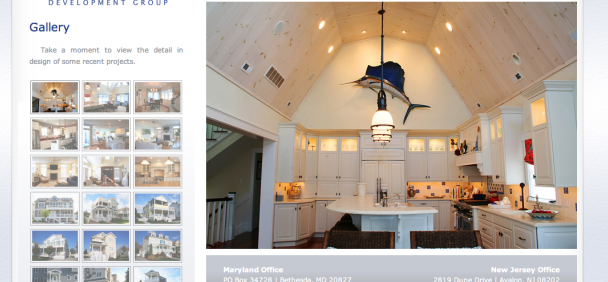 DEVELOPMENT GROUP
Gallery
Take a moment to view the detail in
design of some recent projects.
Maryland Office
New Jersey Office
PO Box 34728 | Bethesda, MD 20827
2819 Dune Drive | Avalon, NJ 08202